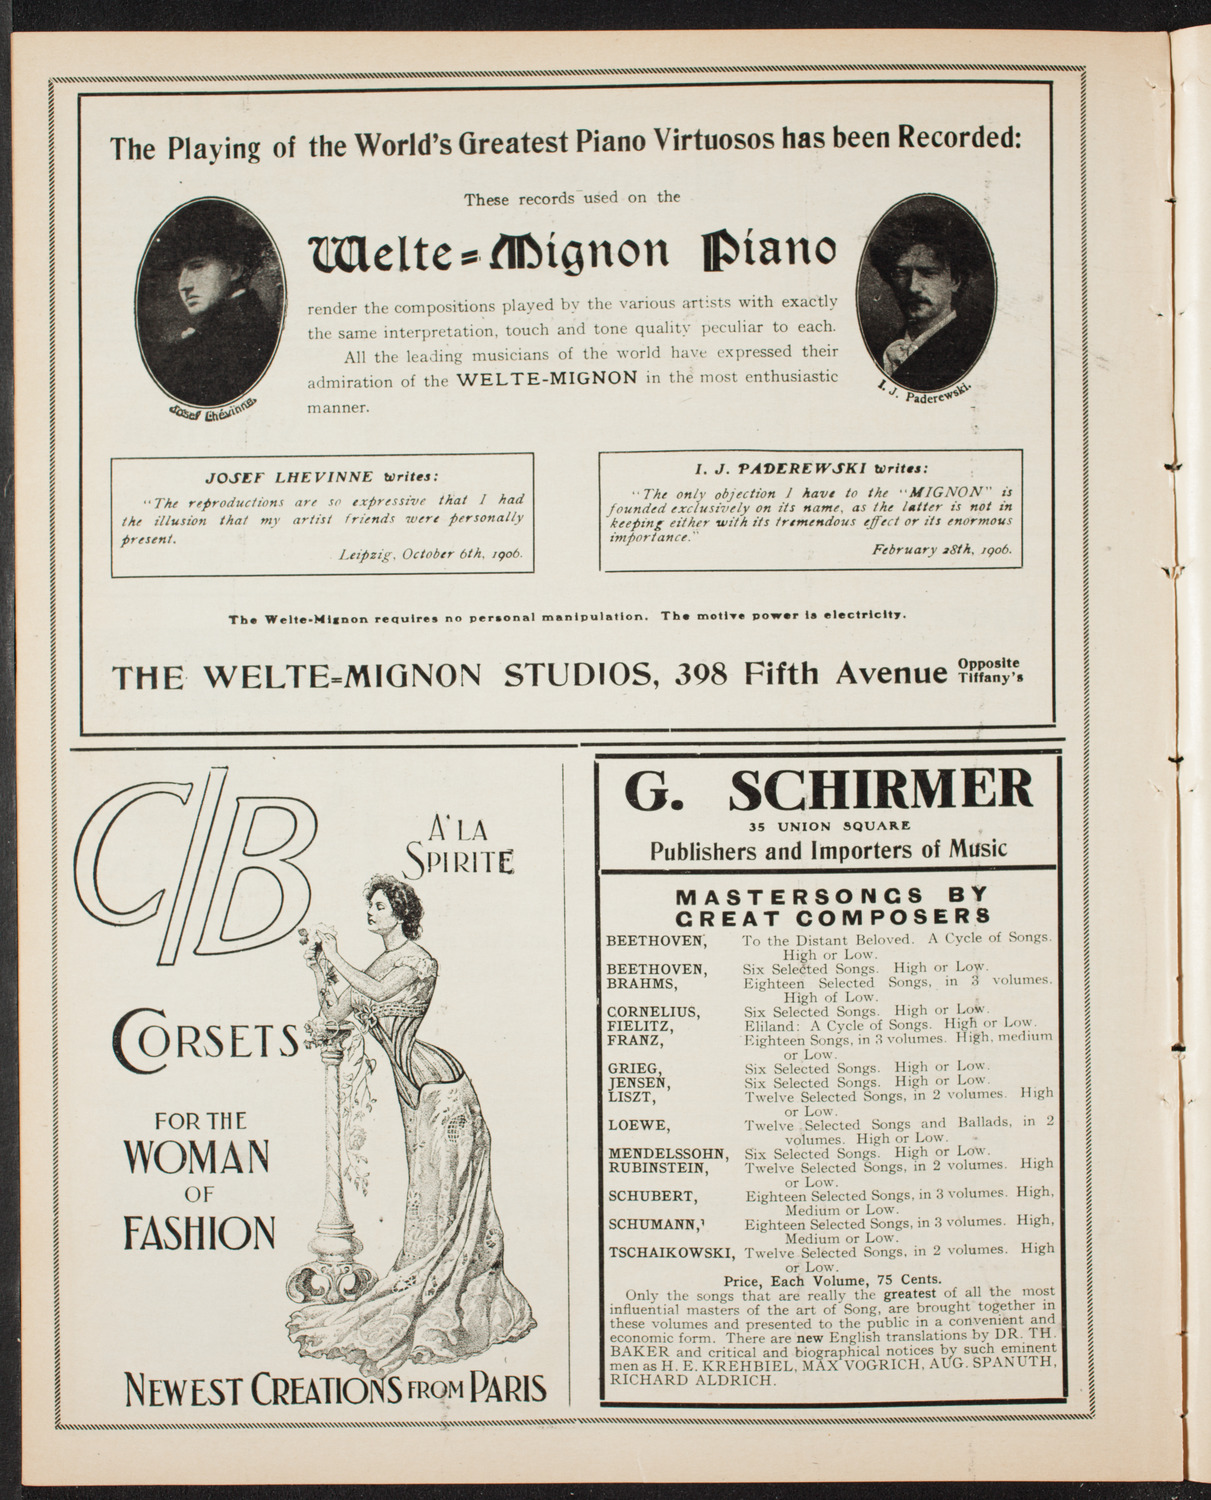 The Playing of the World's Greatest Piano Virtuosos has been Recorded:
These records used on the
Welte=Mignon Piano
render the compositions played by the various artists with exactly
the same interpretation, touch and tone quality peculiar to each.
All the leading musicians of the world have expressed their
admiration of the WELTE-MIGNON in the most enthusiastic
manner.
Josef Lhévinne.
I. J. Paderewski.
JOSEF LHEVINNE writes:
"The reproductions are so expressive that I had
the illusion that my artist friends were personally
present.
Leipzig, October 6th, 1906.
I. J. PADEREWSKI writes:
"The only objection I have to the "MIGNON" is
founded exclusively on its name, as the latter is not in
keeping either with its tremendous effect or its enormous
importance."
February 28th, 1906.
The Welte-Mignon requires no personal manipulation. The motive power is electricity.
THE WELTE=MIGNON STUDIOS, 398 Fifth Avenue Opposite Tiffany's
C/B
A' LA
SPIRITE
CORSETS
FOR THE
WOMAN
OF
FASHION
NEWEST CREATIONS FROM PARIS
G. SCHIRMER
35 UNION SQUARE
Publishers and Importers of Music
MASTERSONGS BY
GREAT COMPOSERS
BEETHOVEN, To the Distant Beloved. A Cycle of Songs.
High or Low.
BEETHOVEN, Six Selected Songs. High or Low.
BRAHMS, Eighteen Selected Songs, in 3 volumes.
High of Low.
CORNELIUS, Six Selected Songs. High or Low.
FIELITZ, Eliland: A Cycle of Songs. High or Low.
FRANZ, Eighteen Songs, in 3 volumes. High, medium
or Low.
GRIEG, Six Selected Songs. High or Low.
JENSEN, Six Selected Songs. High or Low.
LISZT, Twelve Selected Songs, in 2 volumes. High
or Low.
LOEWE, Twelve Selected Songs and Ballads, in 2
volumes. High or Low.
MENDELSSOHN, Six Selected Songs. High or Low.
RUBINSTEIN, Twelve Selected Songs, in 2 volumes. High
or Low.
SCHUBERT, Eighteen Selected Songs, in 3 volumes. High,
Medium or Low.
SCHUMANN, Eighteen Selected Songs, in 3 volumes. High,
Medium or Low.
TSCHAIKOWSKI, Twelve Selected Songs, in 2 volumes. High
or Low.
Price, Each Volume, 75 Cents.
Only the songs that are really the greatest of all the most
influential masters of the art of Song, are brought together in
these volumes and presented to the public in a convenient and
economic form. There are new English translations by DR. TH.
BAKER and critical and biographical notices by such eminent
men as H. E. KREHBIEL, MAX VOGRICH, AUG. SPANUTH,
RICHARD ALDRICH.